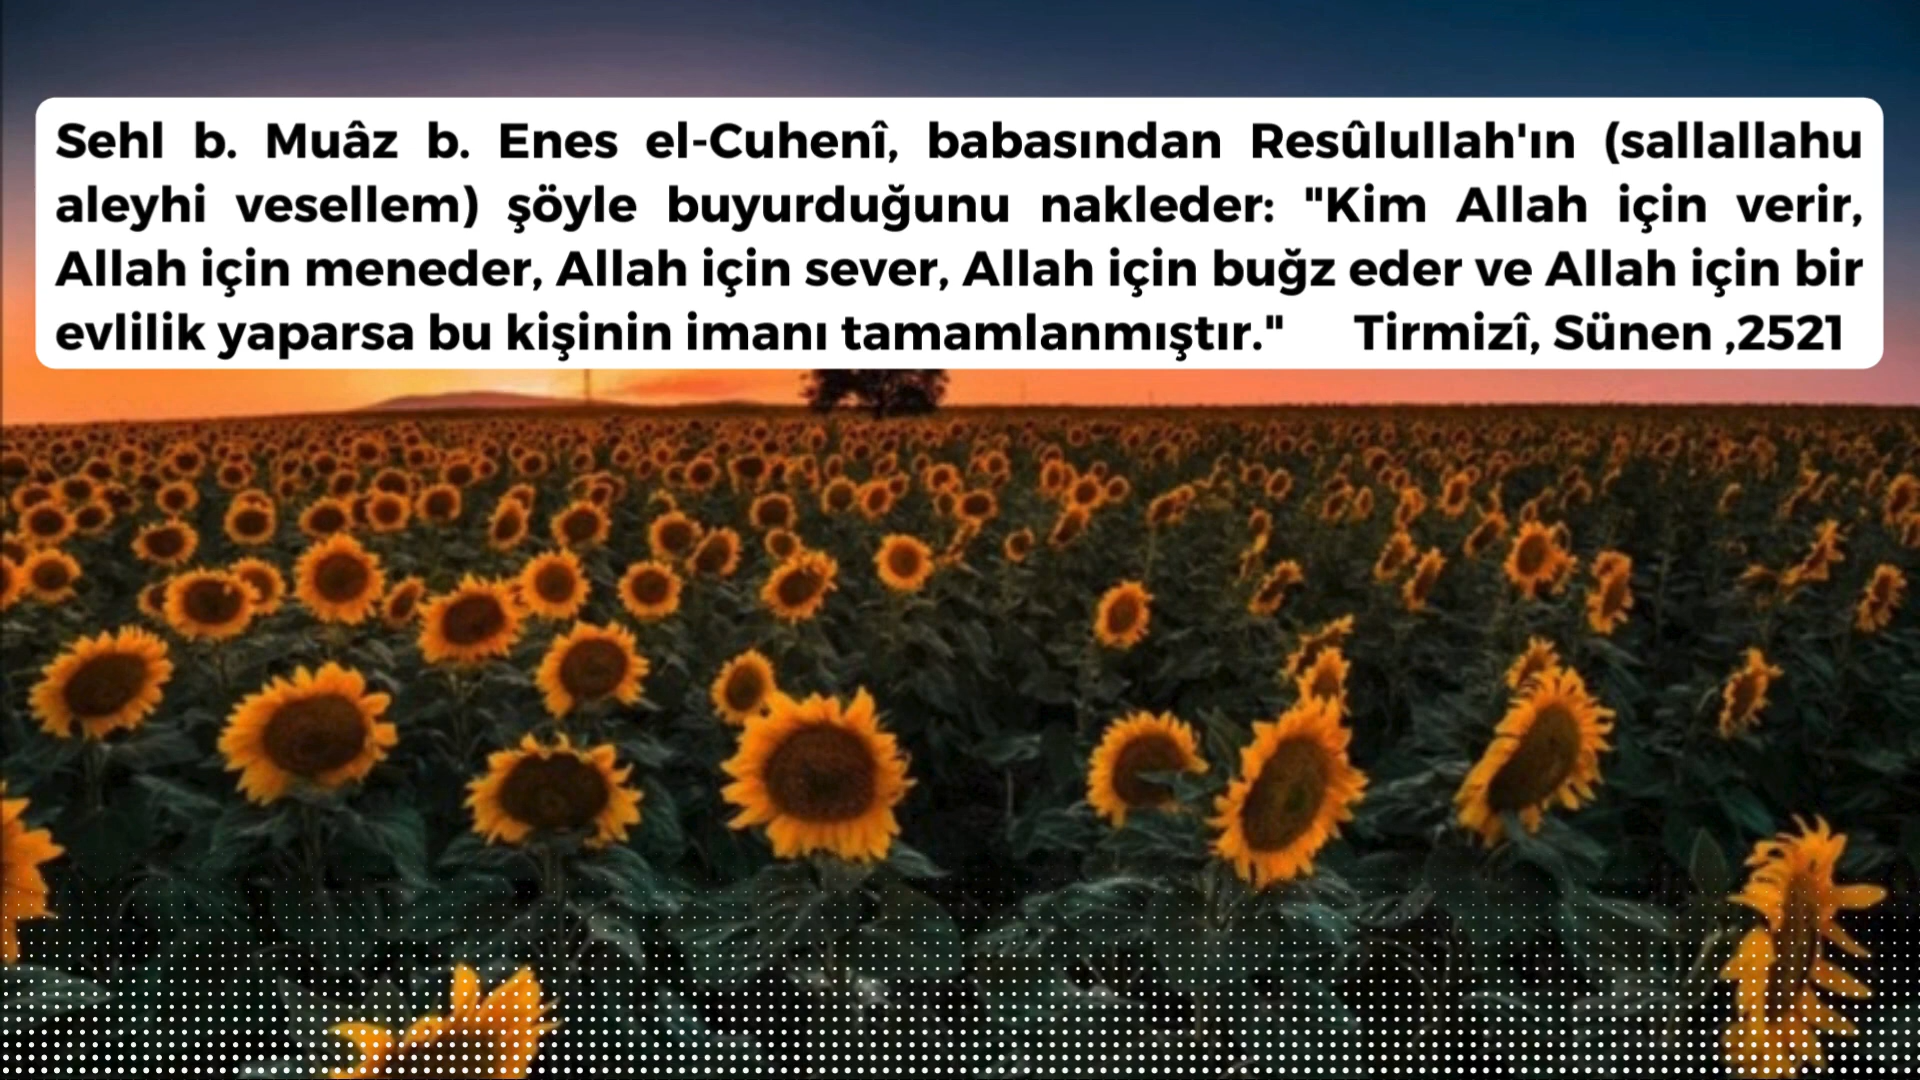 Sehl b. Muâz b. Enes el-Cuhenî, babasından Resûlullah'ın (sallallahu
aleyhi vesellem) şöyle buyurduğunu nakleder: "Kim Allah için verir,
Allah için meneder, Allah için sever, Allah için buğz eder ve Allah için bir
evlilik yaparsa bu kişinin imanı tamamlanmıştır." Tirmizî, Sünen ,2521